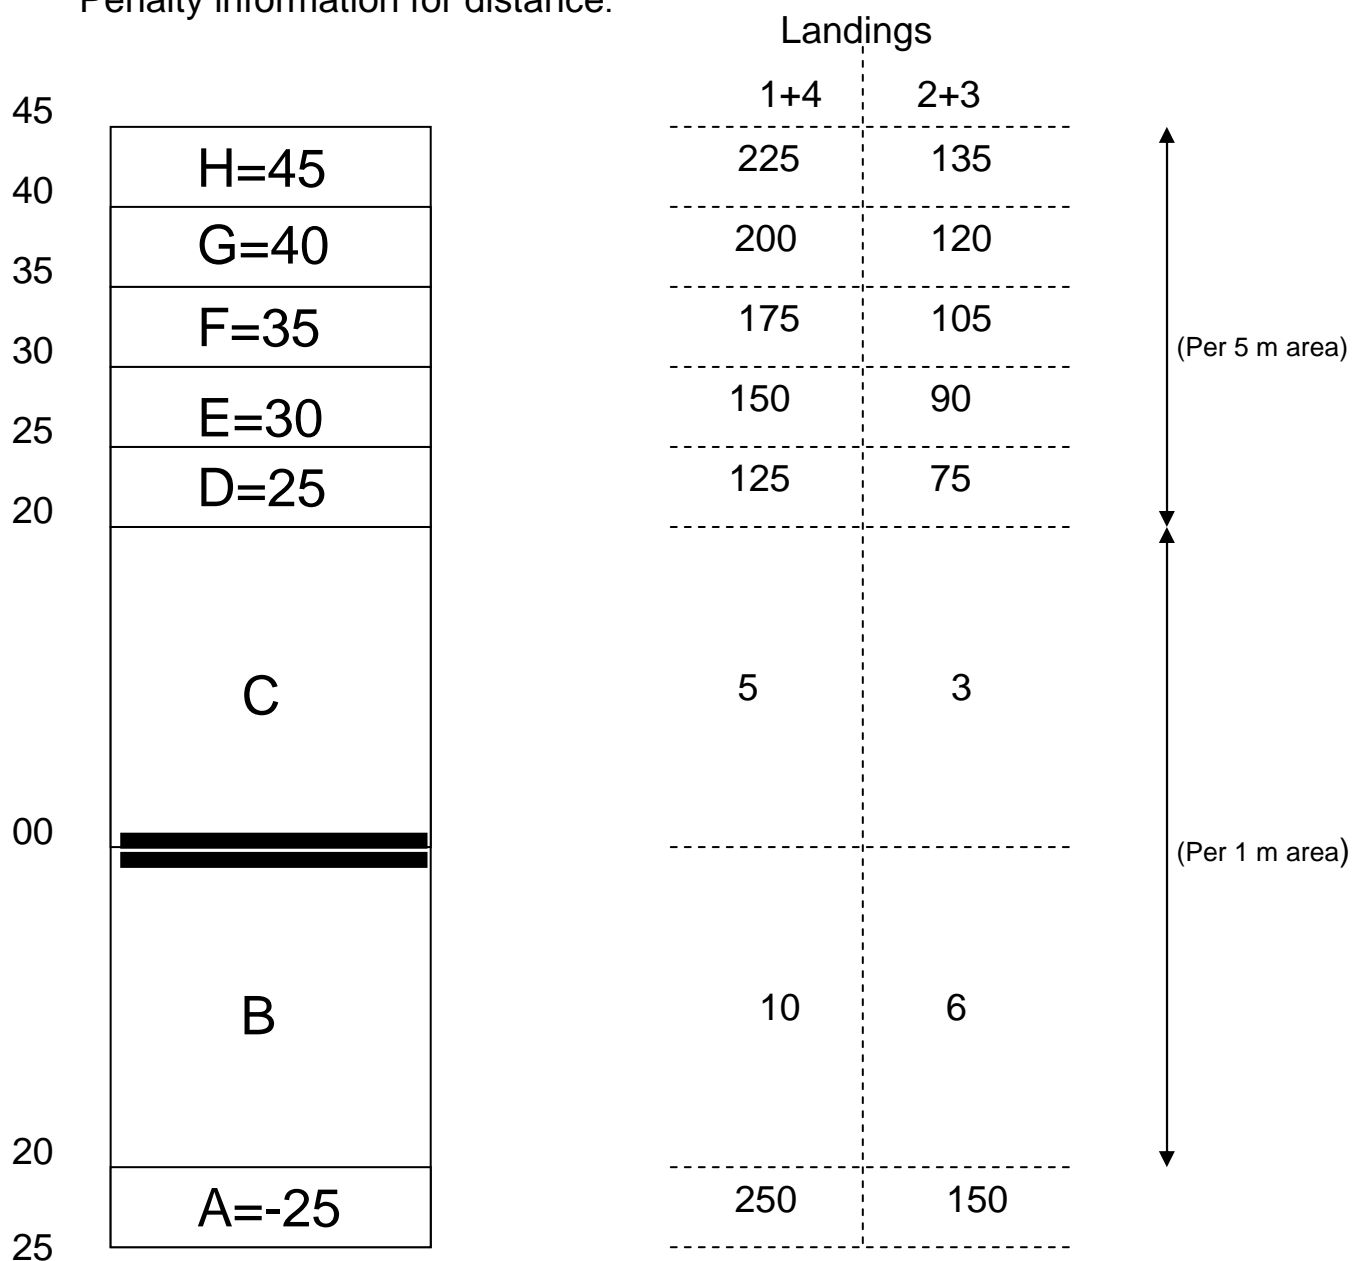 Penalty information for distance.
Landings
1+4 2+3
45
H=45 225 135
40
G=40 200 120
35
F=35 175 105
30 (Per 5 m area)
E=30 150 90
25
D=25 125 75
20
C 5 3
00 (Per 1 m area)
B 10 6
20
A=-25 250 150
25